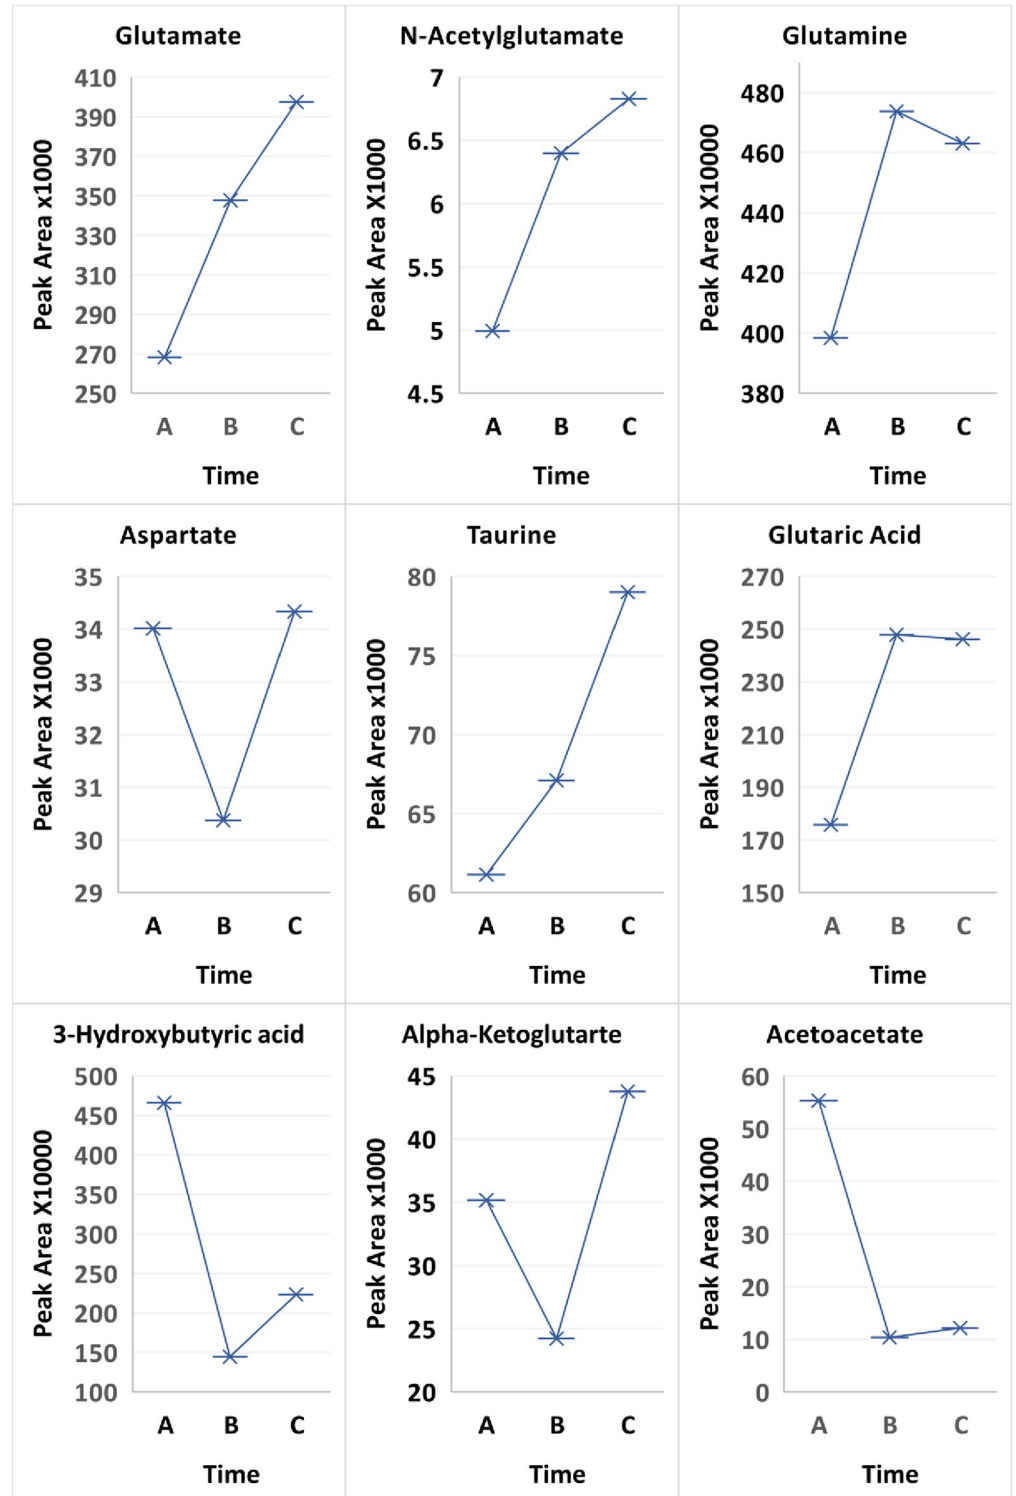 Glutamate
Peak Area x1000
410
390
370
350
330
310
290
270
250
A B C
Time
N-Acetylglutamate
Peak Area X1000
7
6.5
6
5.5
5
4.5
A B C
Time
Glutamine
Peak Area X10000
480
460
440
420
400
380
A B C
Time
Aspartate
Peak Area X1000
35
34
33
32
31
30
29
A B C
Time
Taurine
Peak Area x1000
80
75
70
65
60
A B C
Time
Glutaric Acid
Peak Area x1000
270
250
230
210
190
170
150
A B C
Time
3-Hydroxybutyric acid
Peak Area X10000
500
450
400
350
300
250
200
150
100
A B C
Time
Alpha-Ketoglutarte
Peak Area x1000
45
40
35
30
25
20
A B C
Time
Acetoacetate
Peak Area X1000
60
50
40
30
20
10
0
A B C
Time